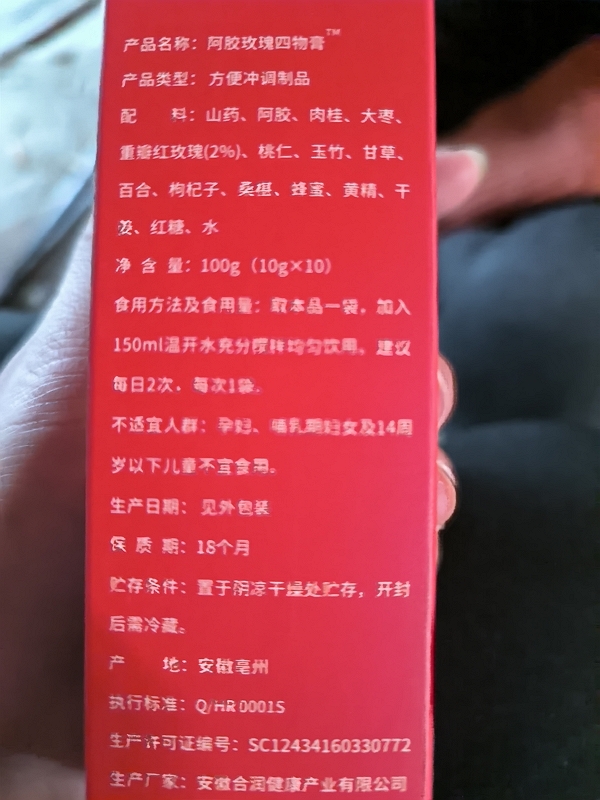 产品名称：阿胶玫瑰四物膏™
产品类型：方便冲调制品
配 料：山药、阿胶、肉桂、大枣、
重瓣红玫瑰(2%)、桃仁、玉竹、甘草、
百合、枸杞子、桑椹、蜂蜜、黄精、干
姜、红糖、水
净含量：100g（10g×10）
食用方法及食用量：取本品一袋，加入
150ml温开水充分搅拌均匀饮用。建议
每日2次，每次1袋。
不适宜人群：孕妇、哺乳期妇女及14周
岁以下儿童不宜食用。
生产日期：见外包装
保质期：18个月
贮存条件：置于阴凉干燥处贮存，开封
后需冷藏。
产 地：安徽亳州
执行标准：Q/HR 0001S
生产许可证编号：SC12434160330772
生产厂家：安徽合润健康产业有限公司